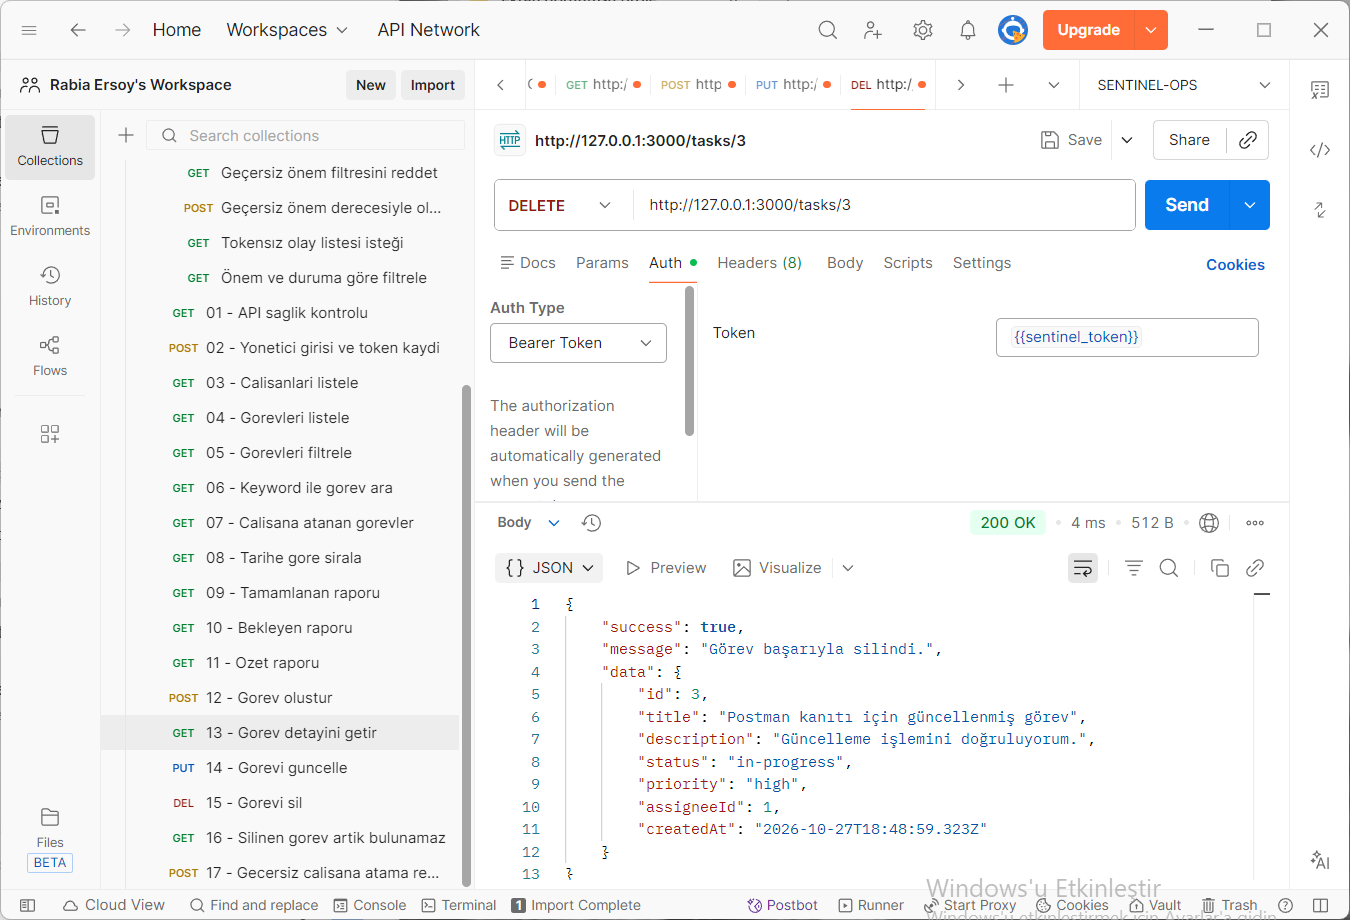 Home
Workspaces
API Network
Upgrade
Rabia Ersoy's Workspace
New
Import
GET http:/
POST http
PUT http:/
DEL http:/
SENTINEL-OPS
Collections
Environments
History
Flows
Files
BETA
Search collections
GET Geçersiz önem filtresini reddet
POST Geçersiz önem derecesiyle ol...
GET Tokensız olay listesi isteği
GET Önem ve duruma göre filtrele
GET 01 - API saglik kontrolu
POST 02 - Yonetici girisi ve token kaydi
GET 03 - Calisanlari listele
GET 04 - Gorevleri listele
GET 05 - Gorevleri filtrele
GET 06 - Keyword ile gorev ara
GET 07 - Calisana atanan gorevler
GET 08 - Tarihe gore sirala
GET 09 - Tamamlanan raporu
GET 10 - Bekleyen raporu
GET 11 - Ozet raporu
POST 12 - Gorev olustur
GET 13 - Gorev detayini getir
PUT 14 - Gorevi guncelle
DEL 15 - Gorevi sil
GET 16 - Silinen gorev artik bulunamaz
POST 17 - Gecersiz calisana atama re...
HTTP http://127.0.0.1:3000/tasks/3
Save
Share
DELETE http://127.0.0.1:3000/tasks/3
Send
Docs Params Auth Headers (8) Body Scripts Settings
Cookies
Auth Type
Bearer Token
The authorization
header will be
automatically generated
when you send the
Token
{{sentinel_token}}
Body
200 OK 4 ms 512 B
{} JSON Preview Visualize
1 {
2 "success": true,
3 "message": "Görev başarıyla silindi.",
4 "data": {
5 "id": 3,
6 "title": "Postman kanıtı için güncellenmiş görev",
7 "description": "Güncelleme işlemini doğruluyorum.",
8 "status": "in-progress",
9 "priority": "high",
10 "assigneeId": 1,
11 "createdAt": "2026-10-27T18:48:59.323Z"
12 }
13 }
AI
Windows'u Etkinleştir
Windows'u etkinleştirmek için Ayarlar'a gidin
Cloud View Find and replace Console Terminal 1 Import Complete Postbot Runner Start Proxy Cookies Vault Trash